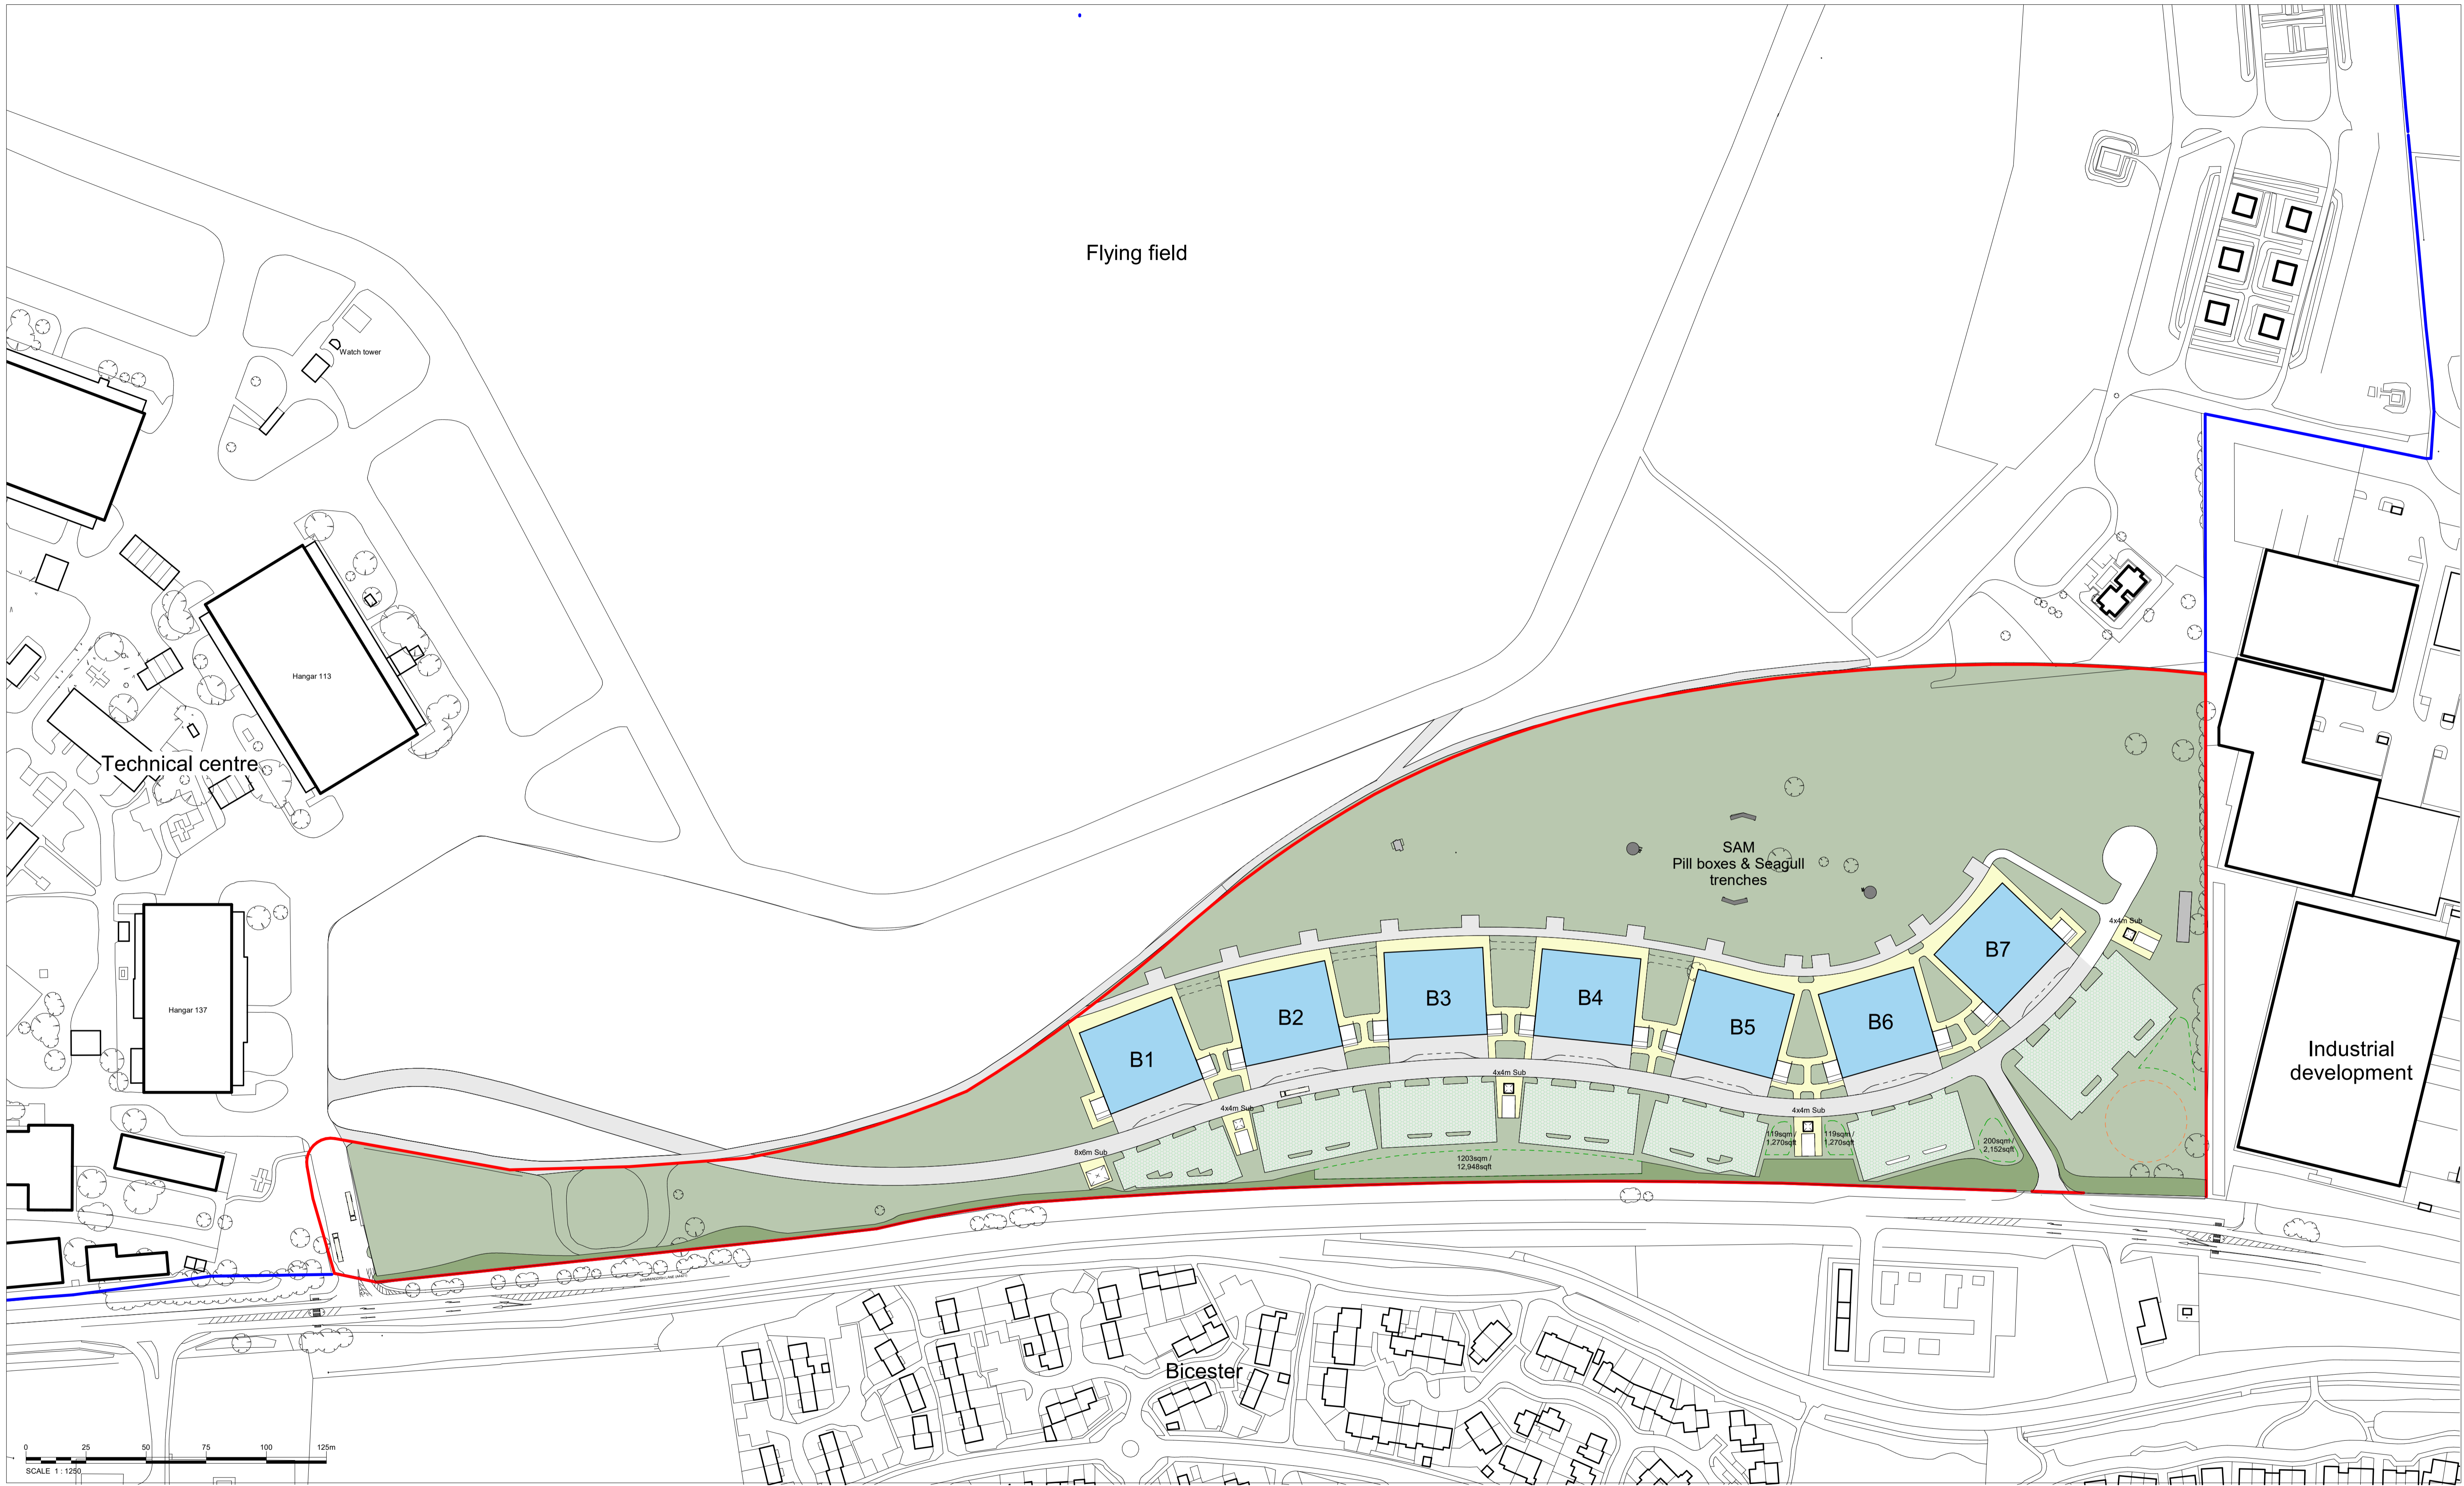 Flying field
Watch tower
Hangar 113
Technical centre
SAM
Pill boxes & Seagull
trenches
4x4m Sub
B7
B3
B4
B2
B5
B6
B1
Hangar 137
Industrial
development
4x4m Sub
4x4m Sub
4x4m Sub
119sqm /
1,270sqft
119sqm /
1,270sqft
200sqm /
2,152sqft
8x6m Sub
1203sqm /
12,948sqft
Bicester
0 25 50 75 100 125m
SCALE 1 : 1250